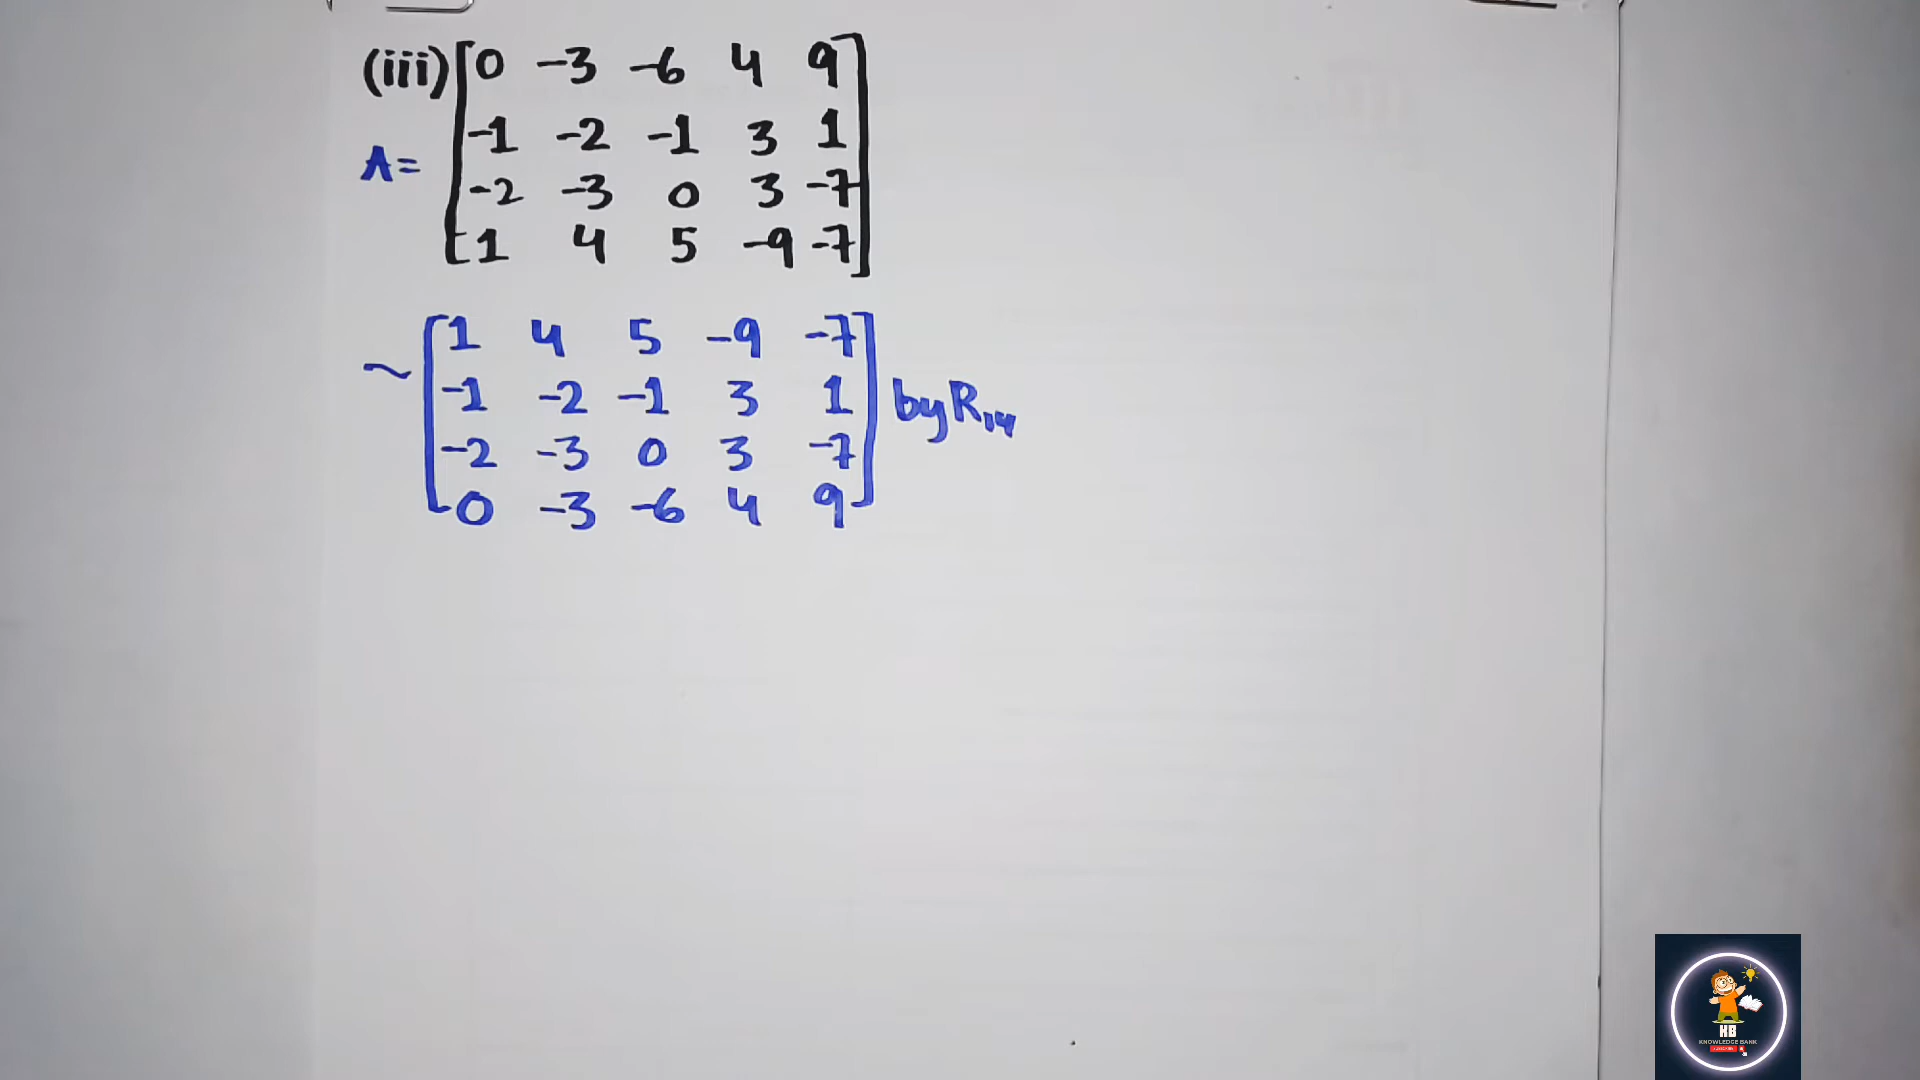 (iii) [0 -3 -6 4 9]
-1 -2 -1 3 1
A=
-2 -3 0 3 -7
1 4 5 -9 -7
~ [1 4 5 -9 -7]
-1 -2 -1 3 1
by R₁₄
-2 -3 0 3 -7
0 -3 -6 4 9
KB
KNOWLEDGE BANK